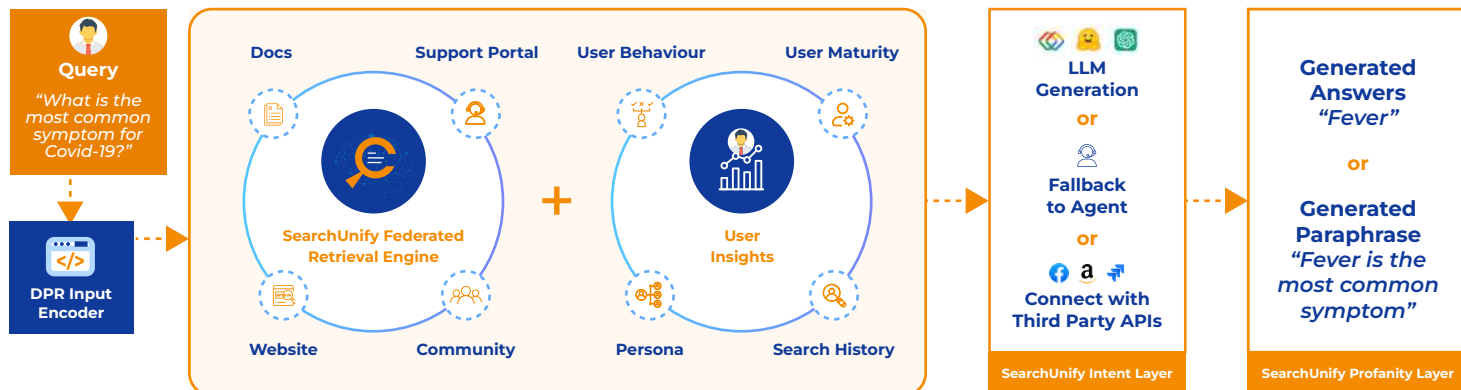 Query
“What is the
most common
symptom for
Covid-19?”
</>
DPR Input
Encoder
Docs
Support Portal
SearchUnify Federated
Retrieval Engine
Website
Community
+
User Behaviour
User Maturity
User
Insights
Persona
Search History
LLM
Generation
or
Fallback
to Agent
or
a
Connect with
Third Party APIs
SearchUnify Intent Layer
Generated
Answers
“Fever”
or
Generated
Paraphrase
“Fever is the
most common
symptom”
SearchUnify Profanity Layer